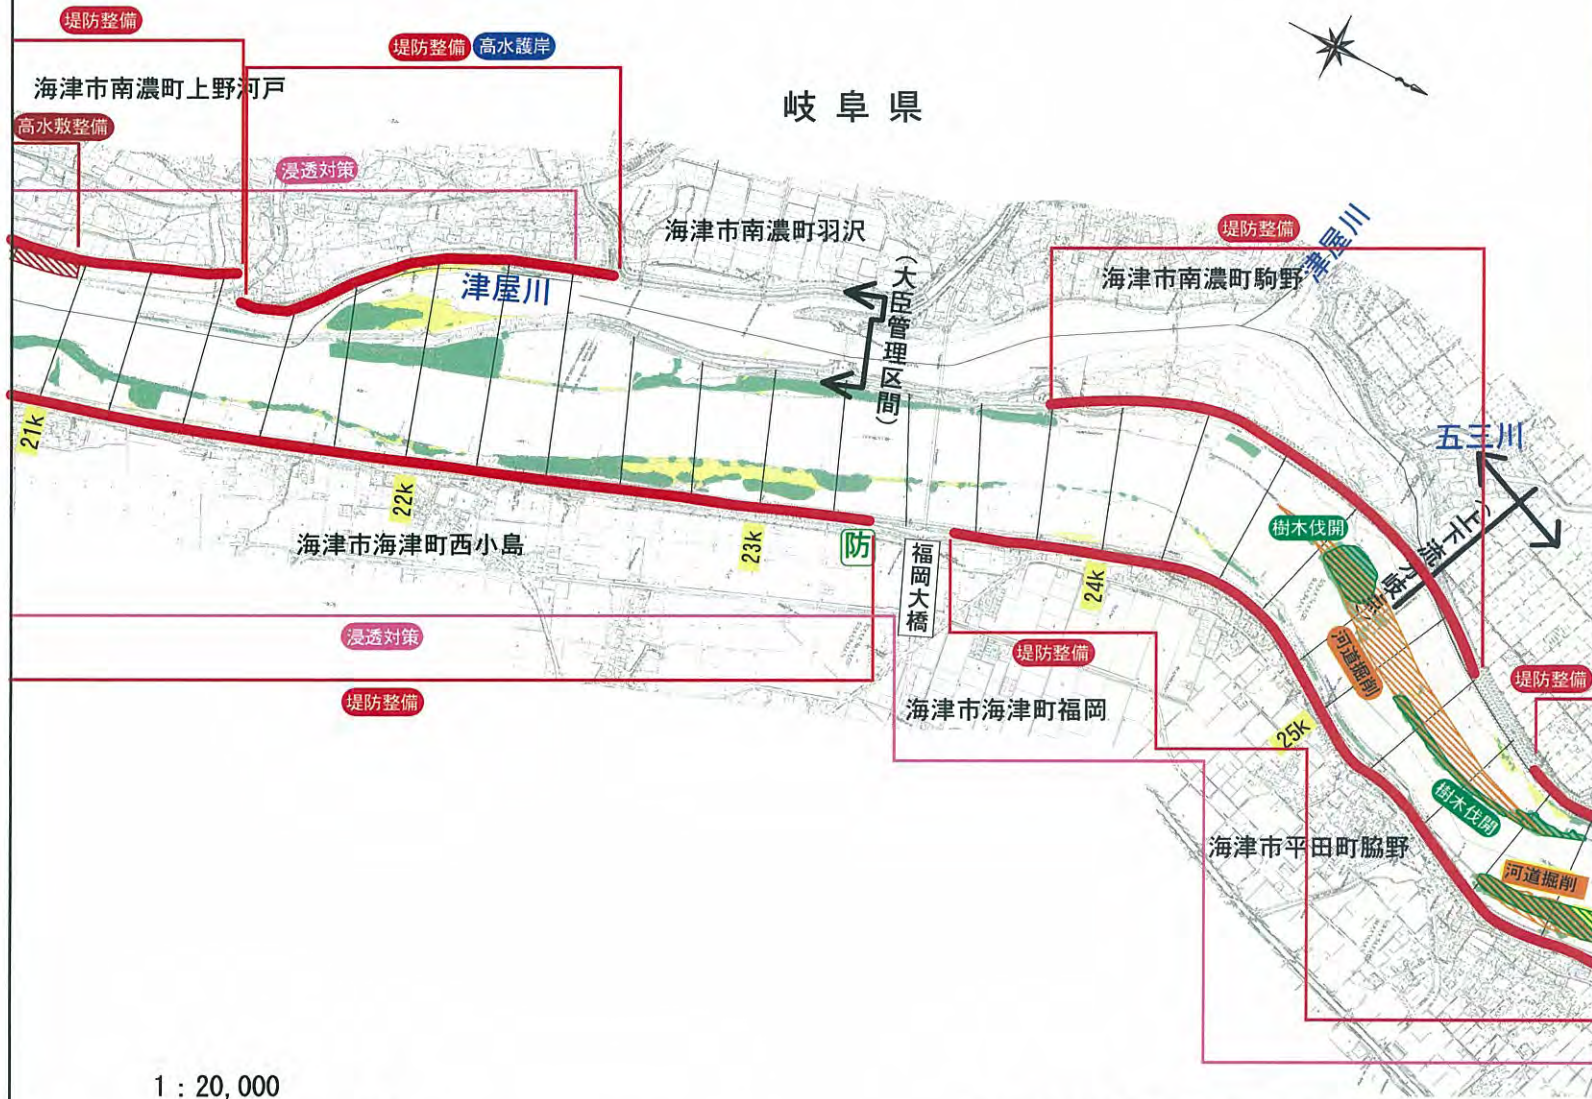 堤防整備
堤防整備 高水護岸
海津市南濃町上野河戸
岐阜県
高水敷整備
浸透対策
海津市南濃町羽沢
堤防整備
津屋川
海津市南濃町駒野
津屋川
(大臣管理区間)
五三川
21k
22k
23k
24k
25k
海津市海津町西小島
防
福岡大橋
樹木伐開
河道掘削
浸透対策
堤防整備
堤防整備
堤防整備
海津市海津町福岡
樹木伐開
海津市平田町脇野
河道掘削
1：20,000